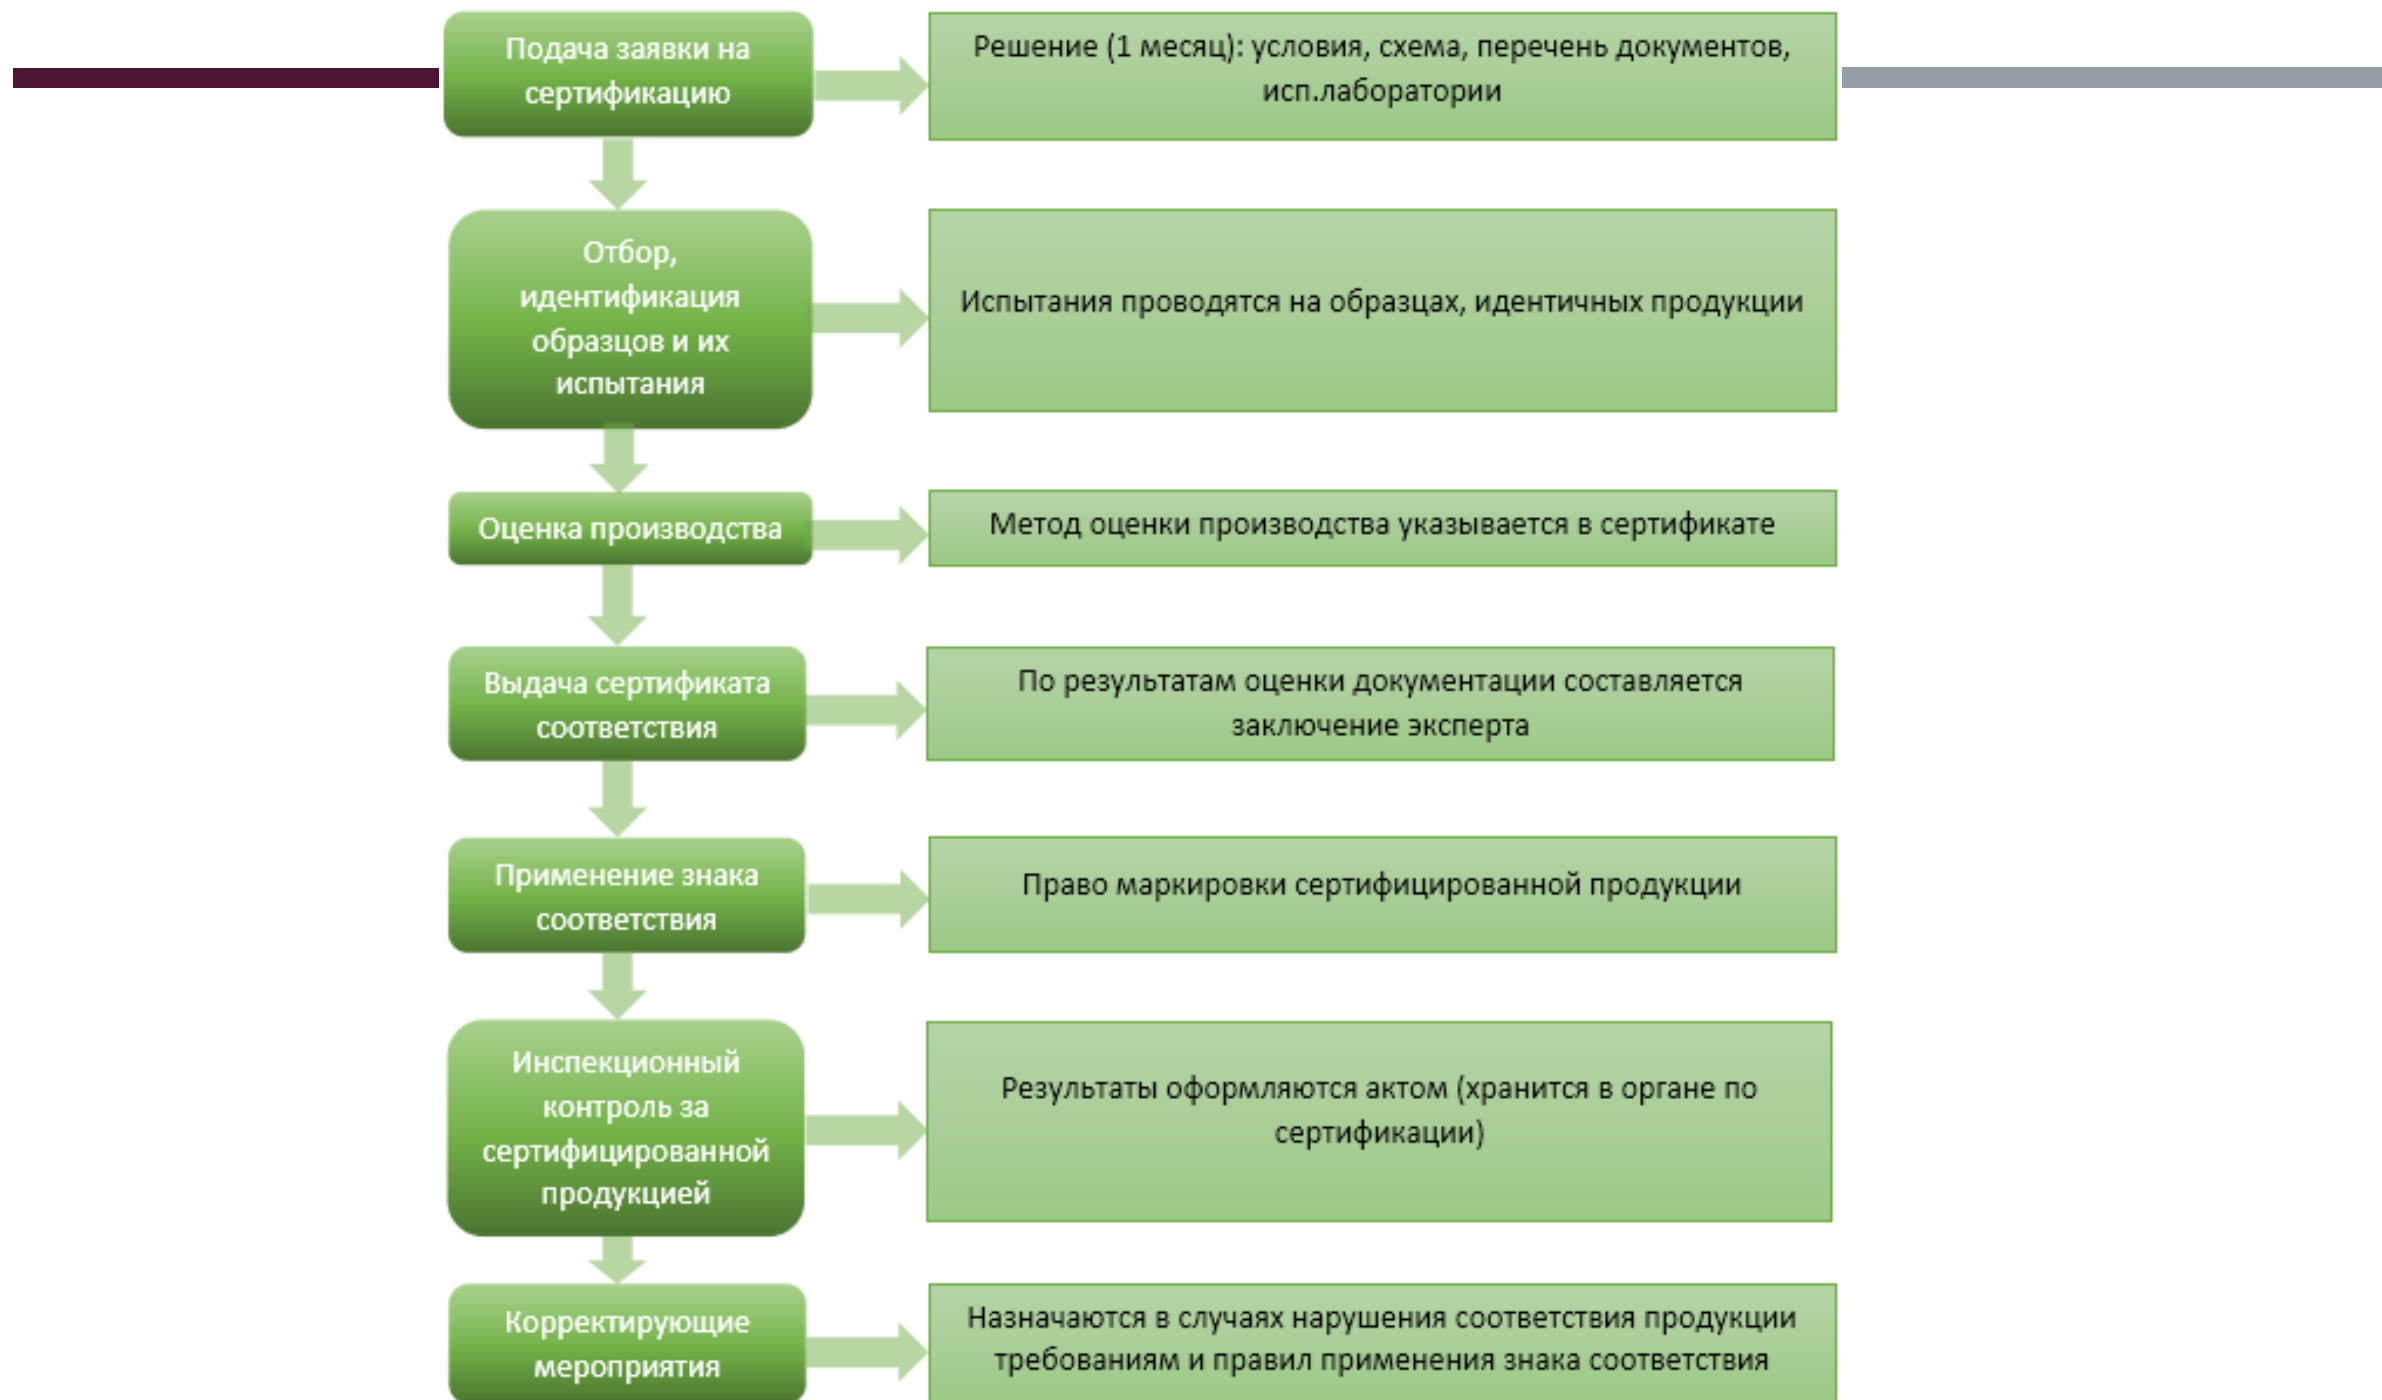 Подача заявки на
сертификацию
Решение (1 месяц): условия, схема, перечень документов,
исп.лаборатории
Отбор,
идентификация
образцов и их
испытания
Испытания проводятся на образцах, идентичных продукции
Оценка производства
Метод оценки производства указывается в сертификате
Выдача сертификата
соответствия
По результатам оценки документации составляется
заключение эксперта
Применение знака
соответствия
Право маркировки сертифицированной продукции
Инспекционный
контроль за
сертифицированной
продукцией
Результаты оформляются актом (хранится в органе по
сертификации)
Корректирующие
мероприятия
Назначаются в случаях нарушения соответствия продукции
требованиям и правил применения знака соответствия